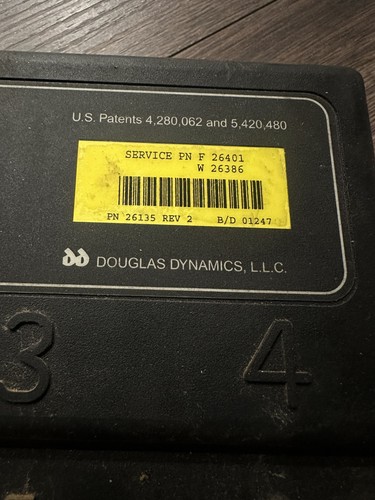 U.S. Patents 4,280,062 and 5,420,480
SERVICE PN F 26401
W 26386
PN 26135 REV 2 B/D 01247
DOUGLAS DYNAMICS, L.L.C.
3 4